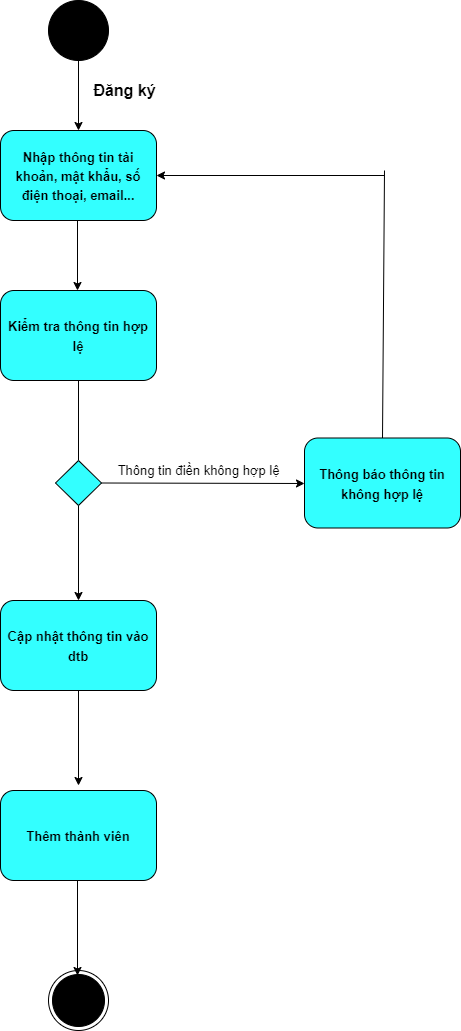 Đăng ký
Nhập thông tin tài
khoản, mật khẩu, số
điện thoại, email...
Kiểm tra thông tin hợp
lệ
Thông tin điền không hợp lệ
Thông báo thông tin
không hợp lệ
Cập nhật thông tin vào
dtb
Thêm thành viên